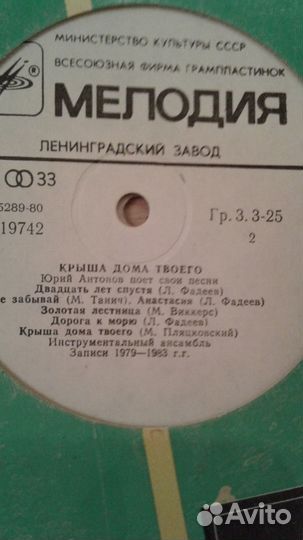 МИНИСТЕРСТВО КУЛЬТУРЫ СССР
ВСЕСОЮЗНАЯ ФИРМА ГРАМПЛАСТИНОК
®
МЕЛОДИЯ
ЛЕНИНГРАДСКИЙ ЗАВОД
33
5289-80
19742
Гр. 3. 3-25
2
КРЫША ДОМА ТВОЕГО
Юрий Антонов поет свои песни
Двадцать лет спустя (Л. Фадеев)
е забывай (М. Танич). Анастасия (Л. Фадеев)
Золотая лестница (М. Виккерс)
Дорога к морю (Л. Фадеев)
Крыша дома твоего (М. Пляцковский)
Инструментальный ансамбль
Записи 1979—1983 г.г.
Avito